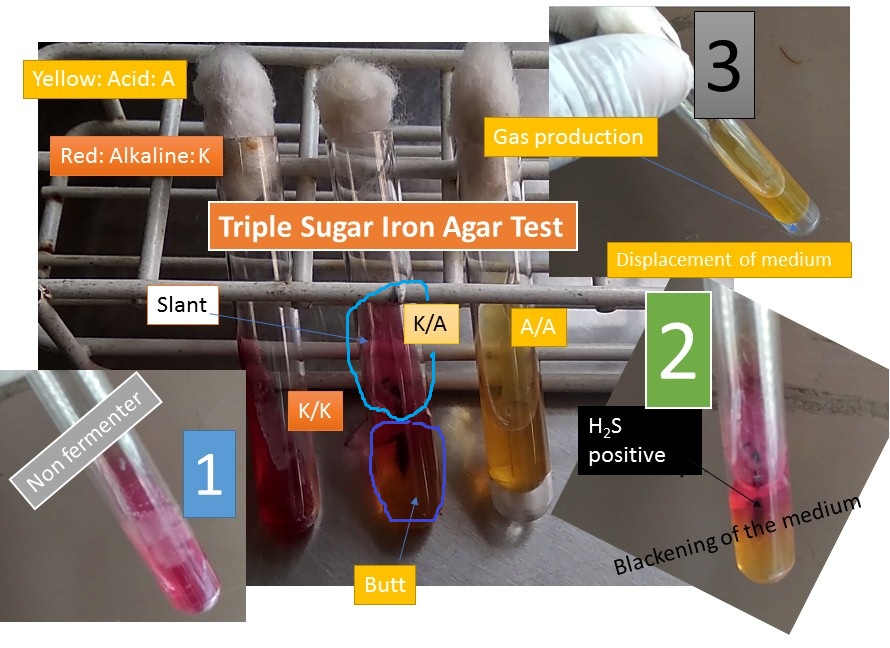 3
Yellow: Acid: A
Gas production
Red: Alkaline: K
Triple Sugar Iron Agar Test
Displacement of medium
Slant
K/A
A/A
2
K/K
Non fermenter
1
H₂S
positive
Blackening of the medium
Butt